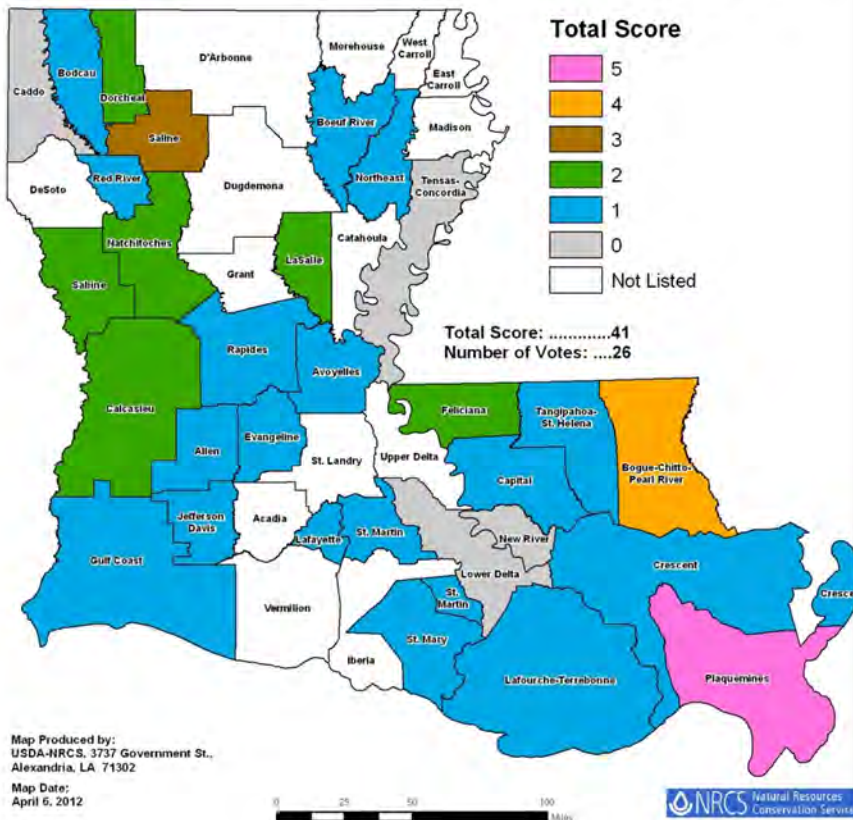 Total Score
5
4
3
2
1
0
Not Listed
Total Score: ............41
Number of Votes: ....26
Morehouse
West
Carroll
East
Carroll
D'Arbonne
Bodcau
Caddo
Dorcheat
Boeuf River
Madison
Saline
Red River
Northeast
Tensas-
Concordia
DeSoto
Dugdemona
Natchitoches
Catahoula
LaSalle
Grant
Sabine
Rapides
Avoyelles
Calcasieu
Feliciana
Tangipahoa-
St. Helena
Allen
Evangeline
St. Landry
Upper Delta
Bogue-Chitto-
Pearl River
Capital
Jefferson
Davis
Acadia
Lafayette
St. Martin
New River
Gulf Coast
Crescent
Lower Delta
St.
Martin
Cresce
Vermilion
St. Mary
Iberia
Lafourche-Terrebonne
Plaquemines
Map Produced by:
USDA-NRCS, 3737 Government St.,
Alexandria, LA 71302
Map Date:
April 6, 2012
0 25 50 100
Miles
NRCS Natural Resources
Conservation Service